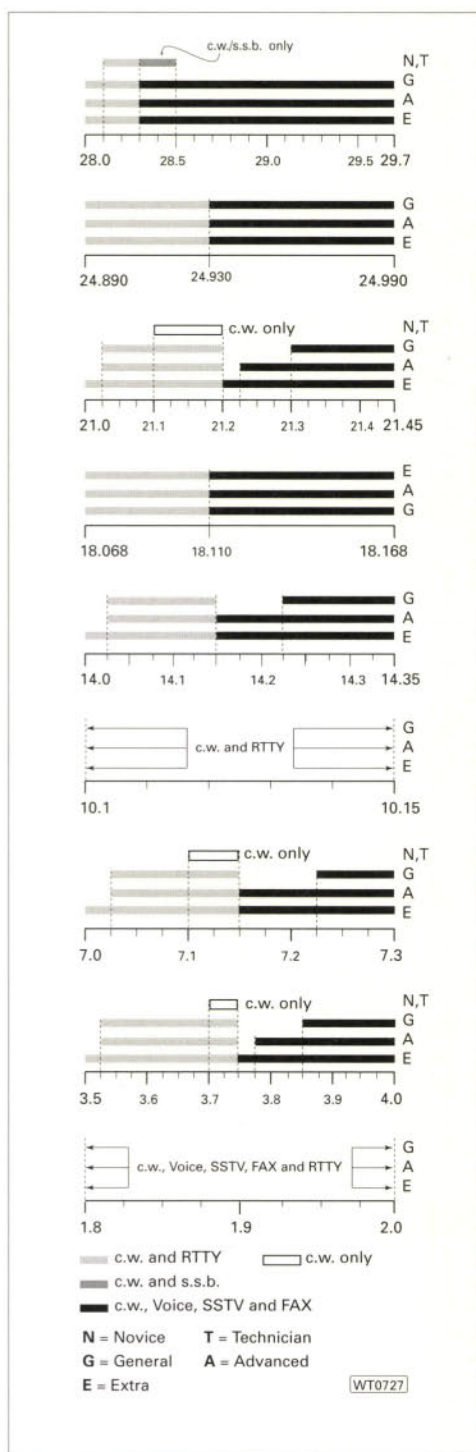 c.w./s.s.b. only
N,T
G
A
E
28.0 28.5 29.0 29.5 29.7
G
A
E
24.890 24.930 24.990
c.w. only N,T
G
A
E
21.0 21.1 21.2 21.3 21.4 21.45
E
A
G
18.068 18.110 18.168
G
A
E
14.0 14.1 14.2 14.3 14.35
G
c.w. and RTTY A
E
10.1 10.15
c.w. only N,T
G
A
E
7.0 7.1 7.2 7.3
c.w. only N,T
G
A
E
3.5 3.6 3.7 3.8 3.9 4.0
G
c.w., Voice, SSTV, FAX and RTTY A
E
1.8 1.9 2.0
c.w. and RTTY c.w. only
c.w. and s.s.b.
c.w., Voice, SSTV and FAX
N = Novice T = Technician
G = General A = Advanced
E = Extra WT0727